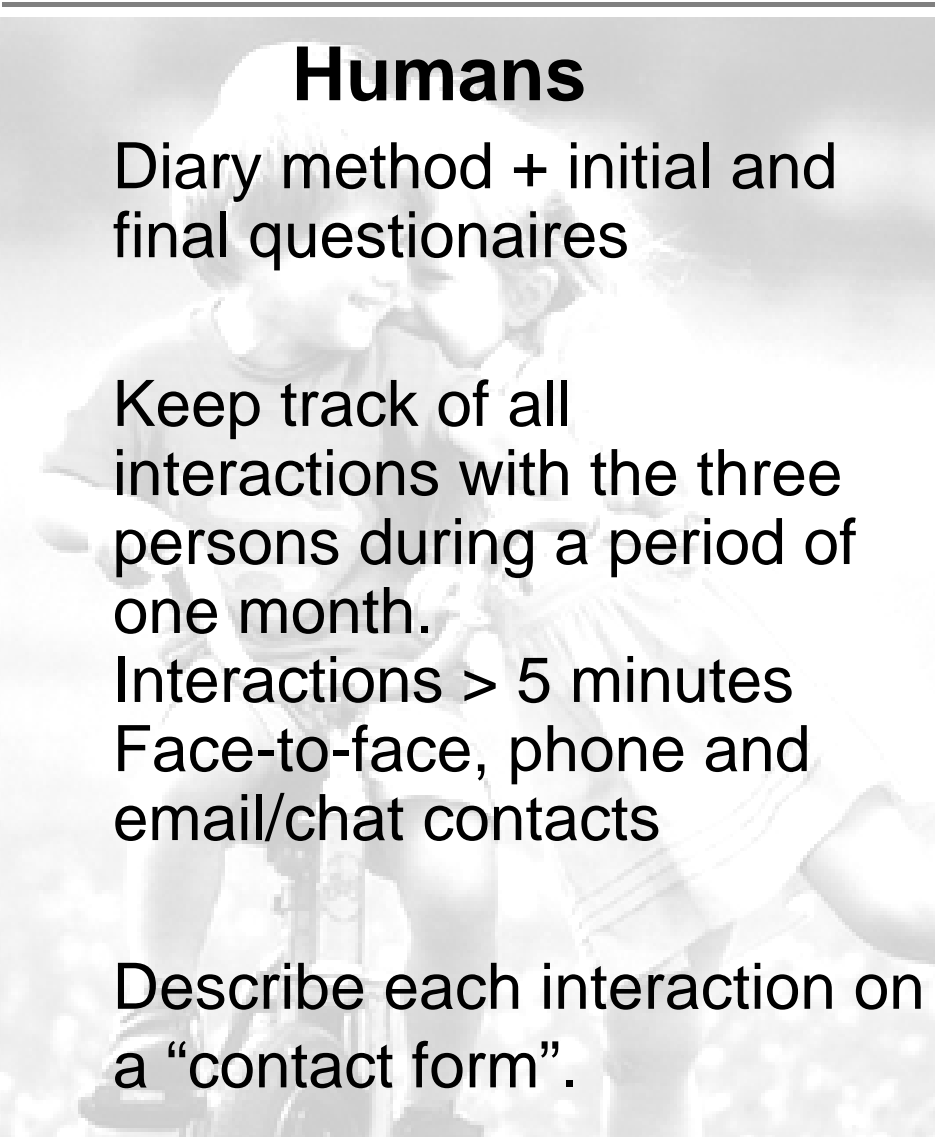 Humans
Diary method + initial and
final questionaires
Keep track of all
interactions with the three
persons during a period of
one month.
Interactions > 5 minutes
Face-to-face, phone and
email/chat contacts
Describe each interaction on
a “contact form”.